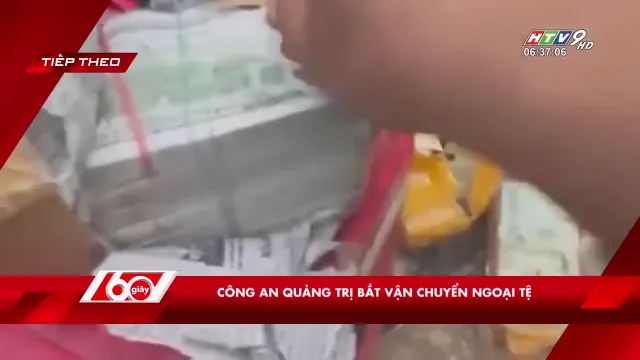 TIẾP THEO
HTV9 HD
06:37:06
60 giây
CÔNG AN QUẢNG TRỊ BẮT VẬN CHUYỂN NGOẠI TỆ